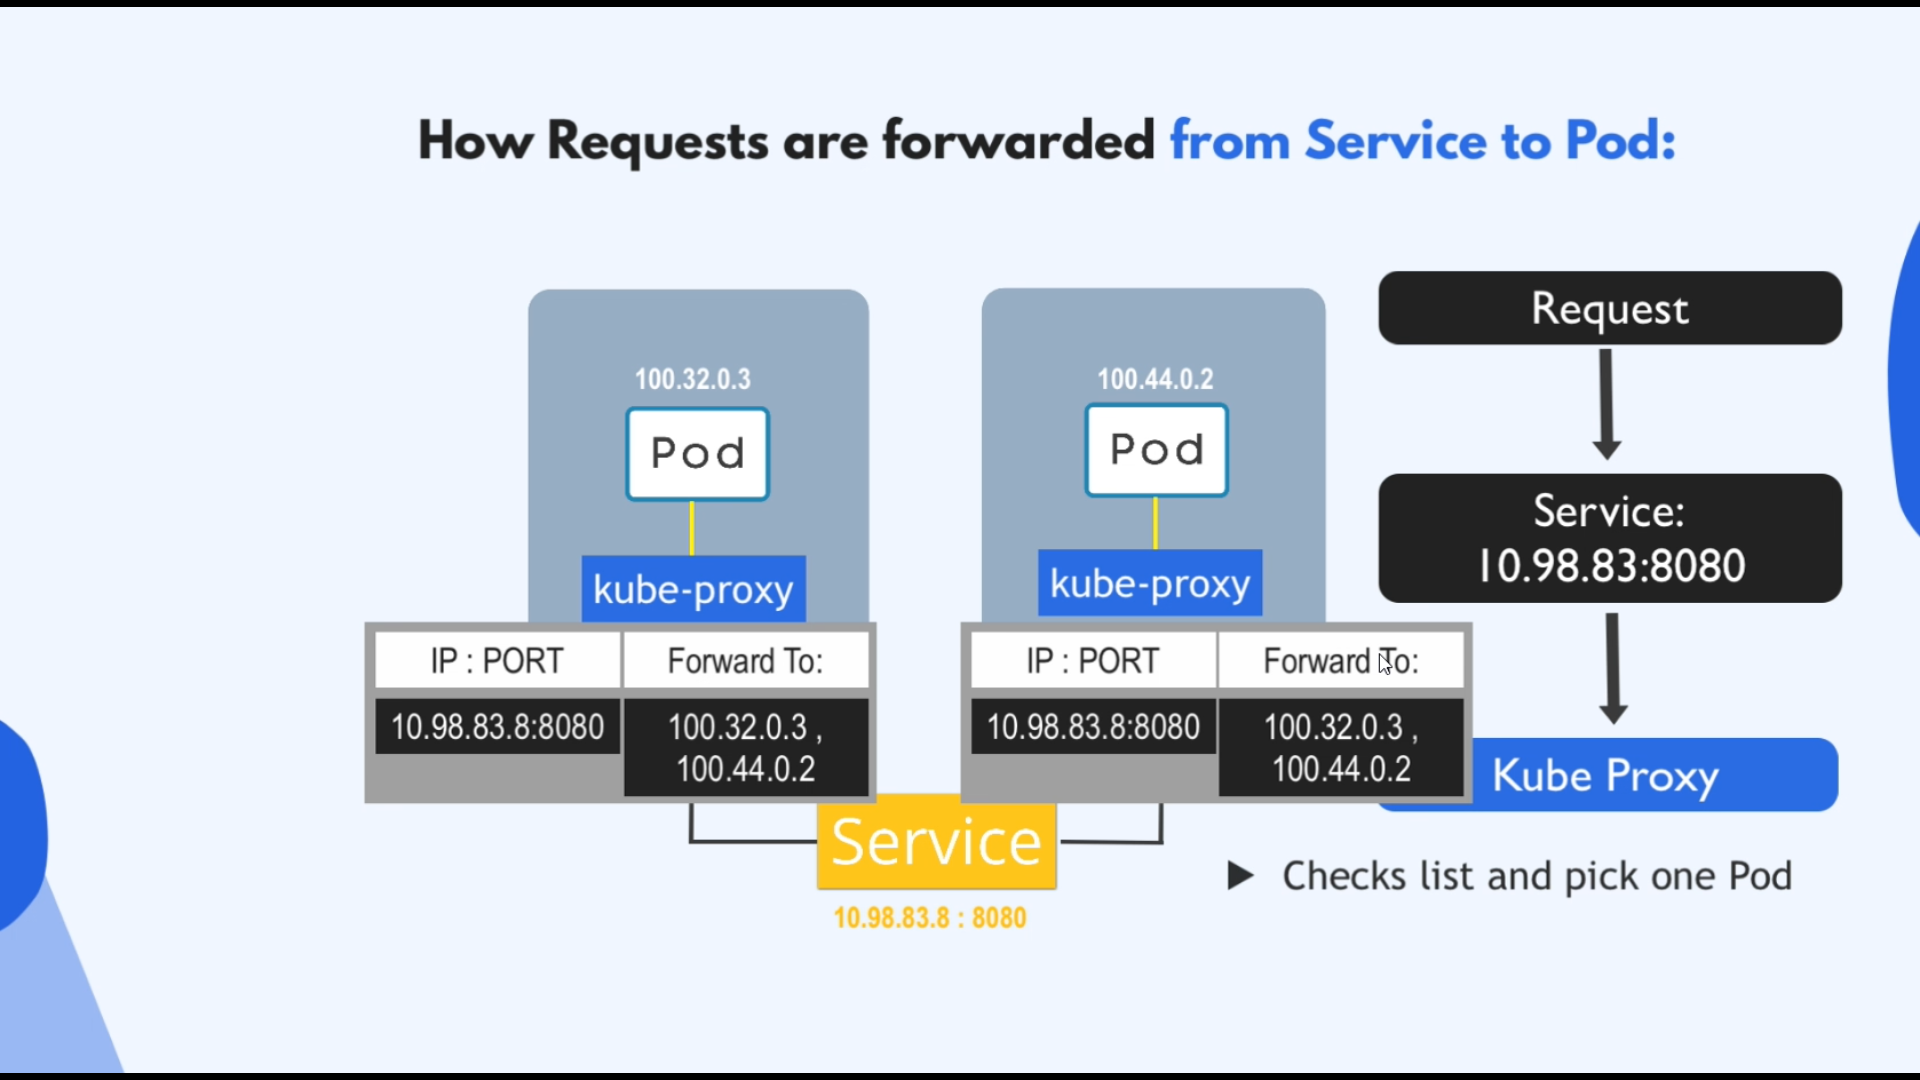 How Requests are forwarded from Service to Pod:
100.32.0.3
Pod
kube-proxy
IP : PORT
Forward To:
10.98.83.8:8080
100.32.0.3 ,
100.44.0.2
100.44.0.2
Pod
kube-proxy
IP : PORT
Forward To:
10.98.83.8:8080
100.32.0.3 ,
100.44.0.2
Service
10.98.83.8 : 8080
Request
Service:
10.98.83:8080
Kube Proxy
Checks list and pick one Pod